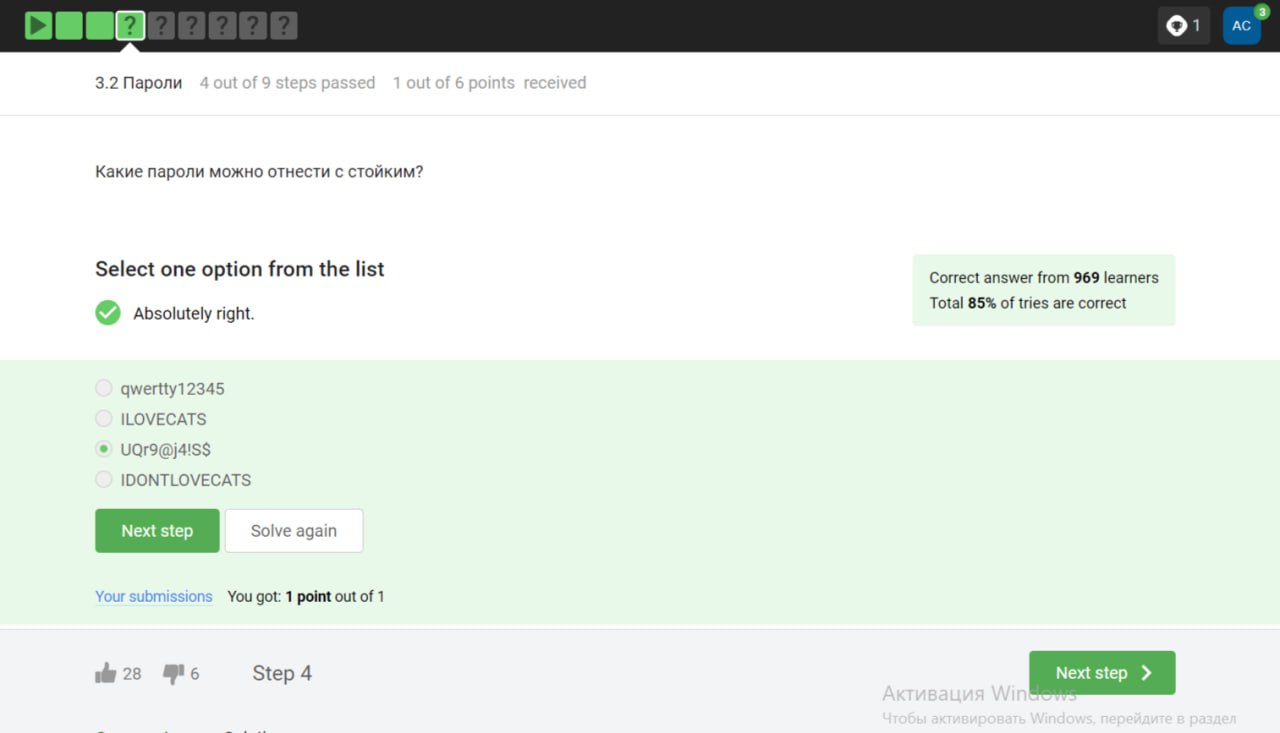 ? ? ? ? ? ?
1
AC
3
3.2 Пароли 4 out of 9 steps passed 1 out of 6 points received
Какие пароли можно отнести с стойким?
Select one option from the list
Absolutely right.
Correct answer from 969 learners
Total 85% of tries are correct
qwertty12345
ILOVECATS
UQr9@j4!S$
IDONTLOVECATS
Next step
Solve again
Your submissions You got: 1 point out of 1
28 6 Step 4
Next step
Активация Windows
Чтобы активировать Windows, перейдите в раздел